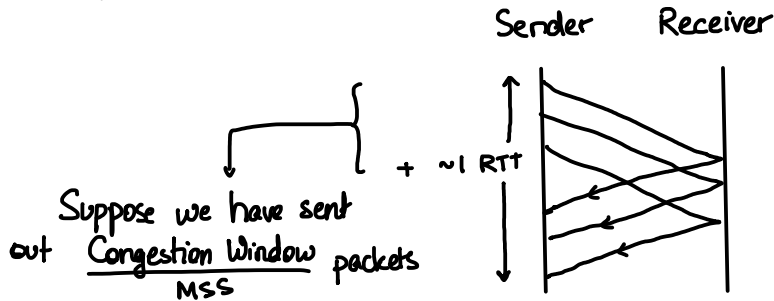 Sender Receiver
+ ~1 RTT
Suppose we have sent
out Congestion Window packets
MSS